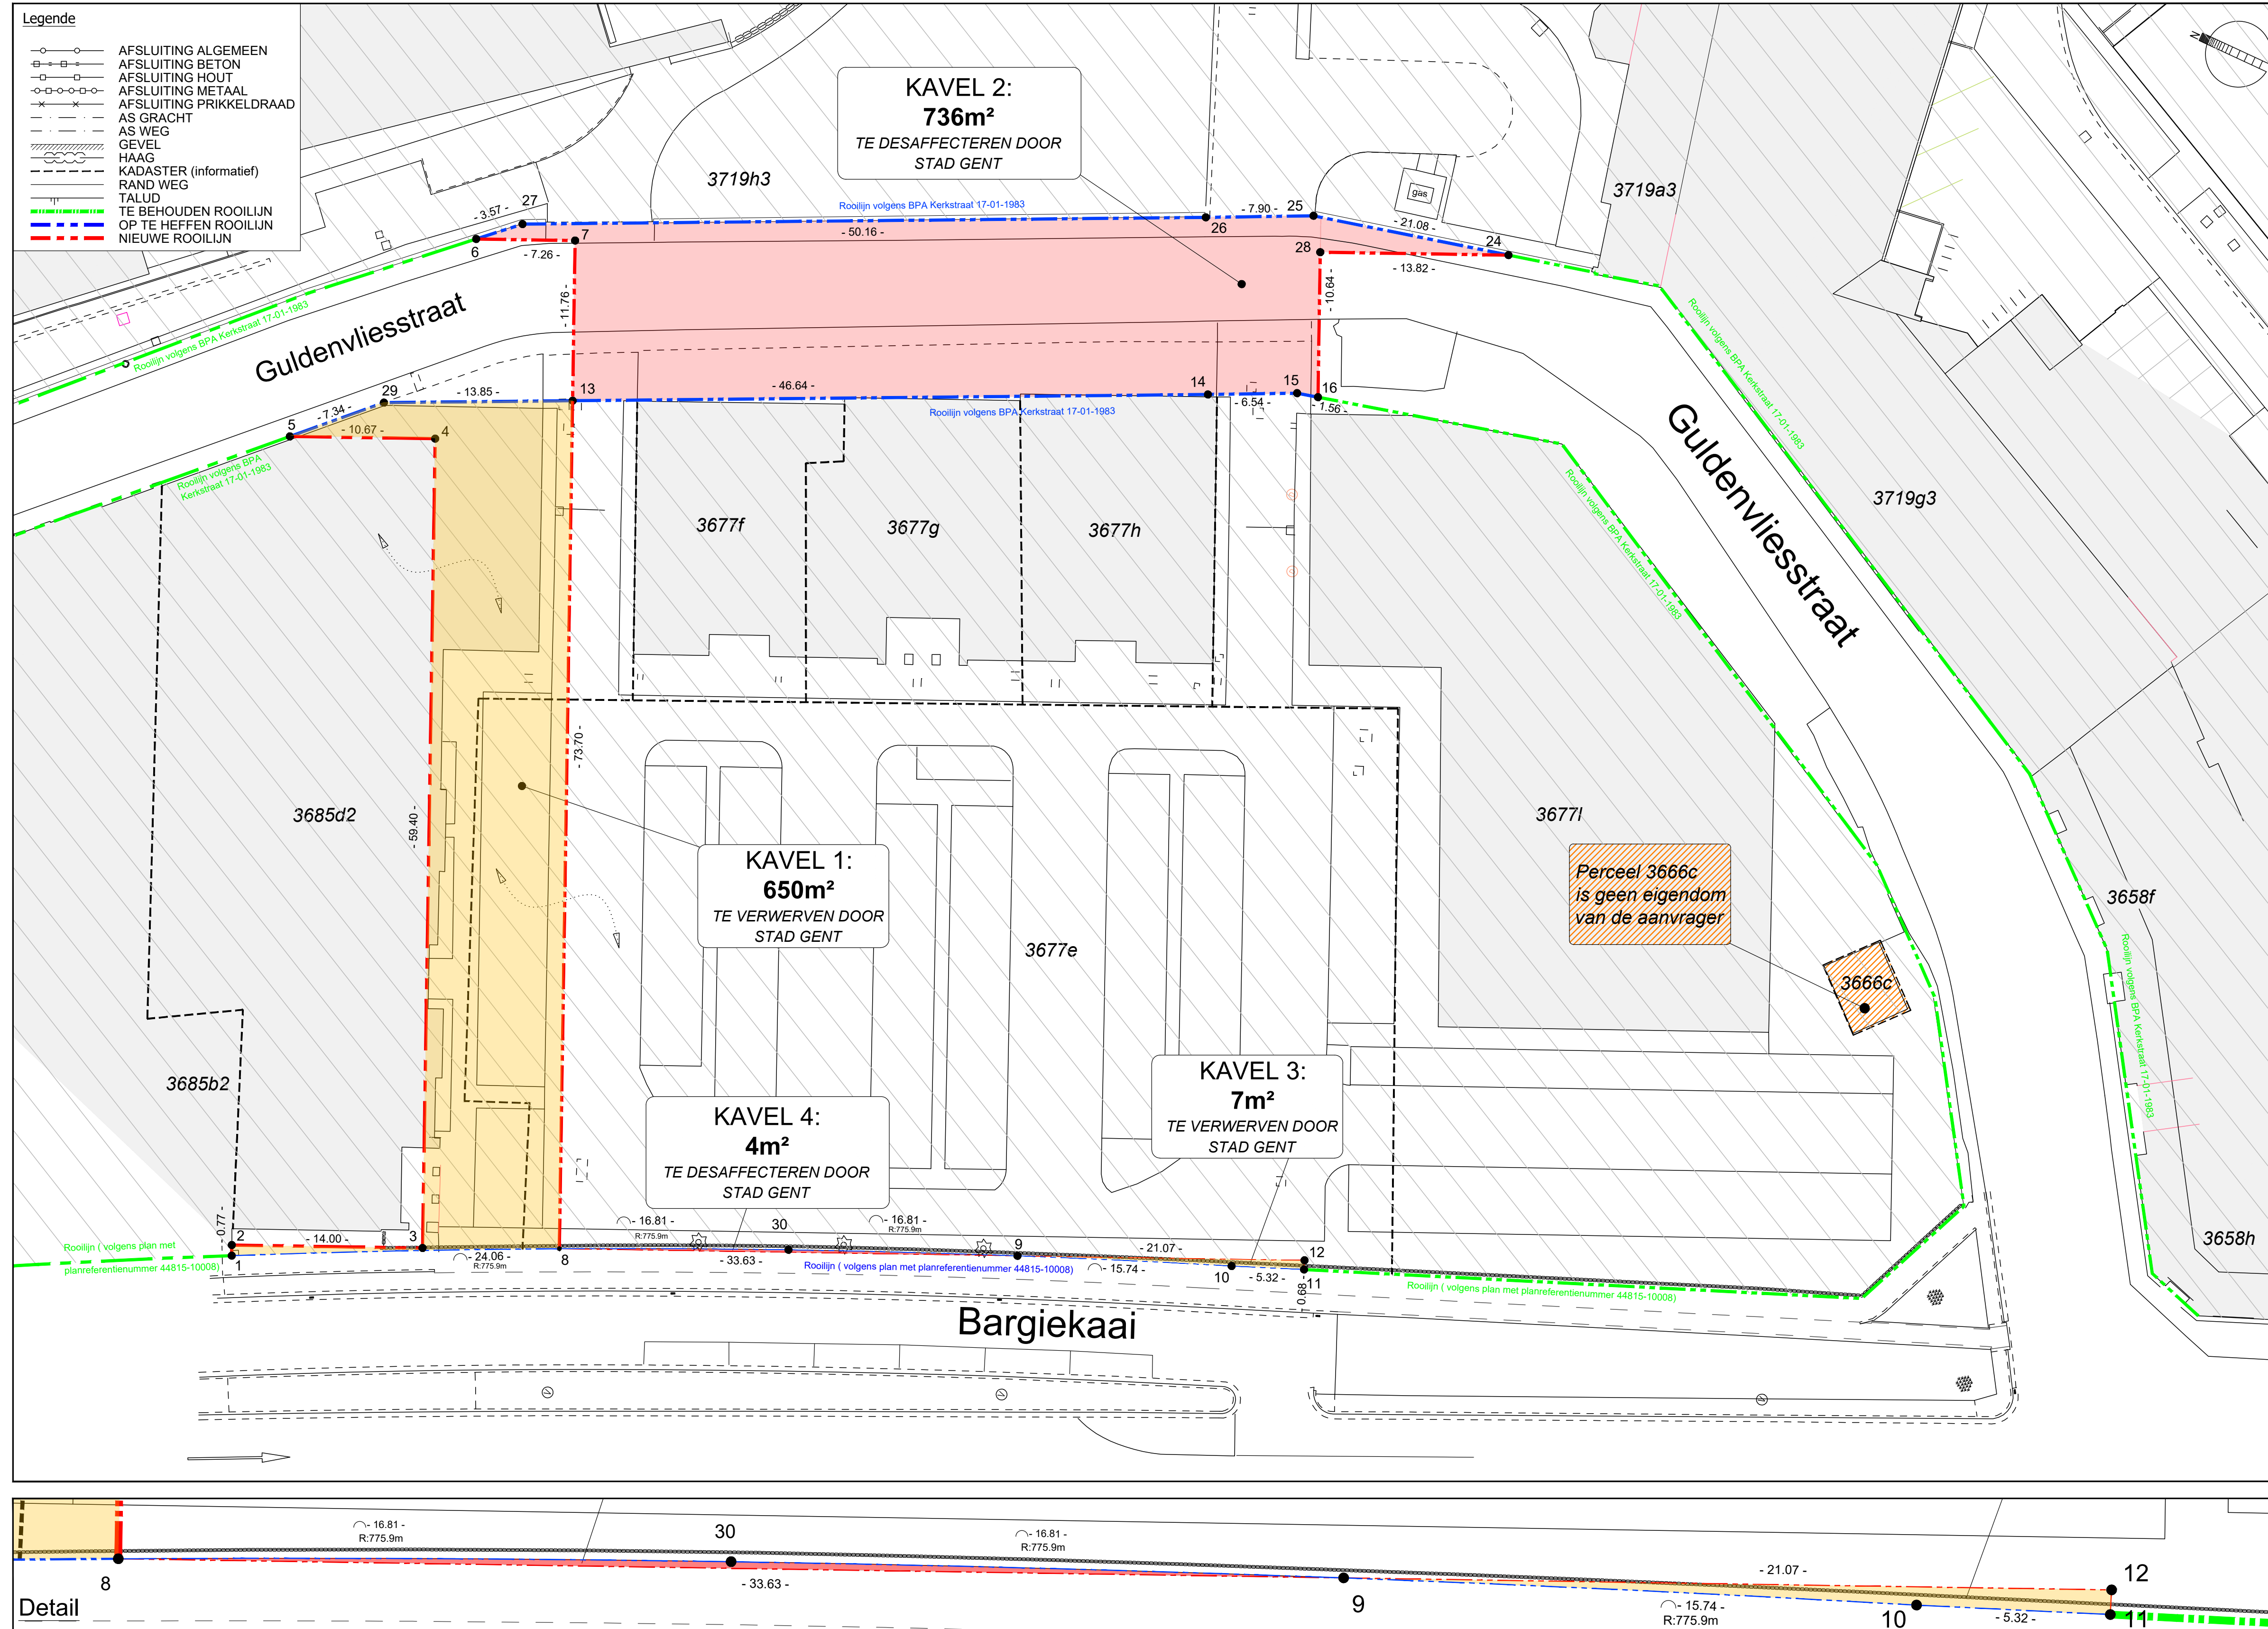 Legende
AFSLUITING ALGEMEEN
AFSLUITING BETON
AFSLUITING HOUT
AFSLUITING METAAL
AFSLUITING PRIKKELDRAAD
AS GRACHT
AS WEG
GEVEL
HAAG
KADASTER (informatief)
RAND WEG
TALUD
TE BEHOUDEN ROOILIJN
OP TE HEFFEN ROOILIJN
NIEUWE ROOILIJN
N
KAVEL 2:
736m²
TE DESAFFECTEREN DOOR
STAD GENT
3719h3
gas
3719a3
- 3.57 -
27
Rooilijn volgens BPA Kerkstraat 17-01-1983
- 7.90 -
25
6
- 7.26 -
7
- 50.16 -
26
- 21.08 -
24
28
- 13.82 -
- 11.76 -
- 10.64 -
Rooilijn volgens BPA Kerkstraat 17-01-1983
Guldenvliesstraat
Rooilijn volgens BPA Kerkstraat 17-01-1983
29
- 13.85 -
13
- 46.64 -
14
15
16
- 7.34 -
- 6.54 -
- 1.56 -
Rooilijn volgens BPA Kerkstraat 17-01-1983
5
- 10.67 -
4
Rooilijn volgens BPA
Kerkstraat 17-01-1983
Guldenvliesstraat
Rooilijn volgens BPA Kerkstraat 17-01-1983
3677f
3677g
3677h
3719g3
- 73.70 -
- 59.40 -
3685d2
3677l
KAVEL 1:
650m²
TE VERWERVEN DOOR
STAD GENT
Perceel 3666c
is geen eigendom
van de aanvrager
3658f
3677e
3666c
Rooilijn volgens BPA Kerkstraat 17-01-1983
3685b2
KAVEL 3:
7m²
TE VERWERVEN DOOR
STAD GENT
KAVEL 4:
4m²
TE DESAFFECTEREN DOOR
STAD GENT
3658h
- 0.77 -
2
- 14.00 -
3
- 16.81 -
R:775.9m
30
- 16.81 -
R:775.9m
9
- 21.07 -
12
Rooilijn ( volgens plan met
planreferentienummer 44815-10008)
1
- 24.06 -
R:775.9m
8
- 33.63 -
Rooilijn ( volgens plan met planreferentienummer 44815-10008)
- 15.74 -
10
- 5.32 -
11
- 0.68 -
Rooilijn ( volgens plan met planreferentienummer 44815-10008)
Bargiekaai
- 16.81 -
R:775.9m
30
- 16.81 -
R:775.9m
- 21.07 -
12
8
- 33.63 -
9
- 15.74 -
R:775.9m
10
- 5.32 -
11
Detail